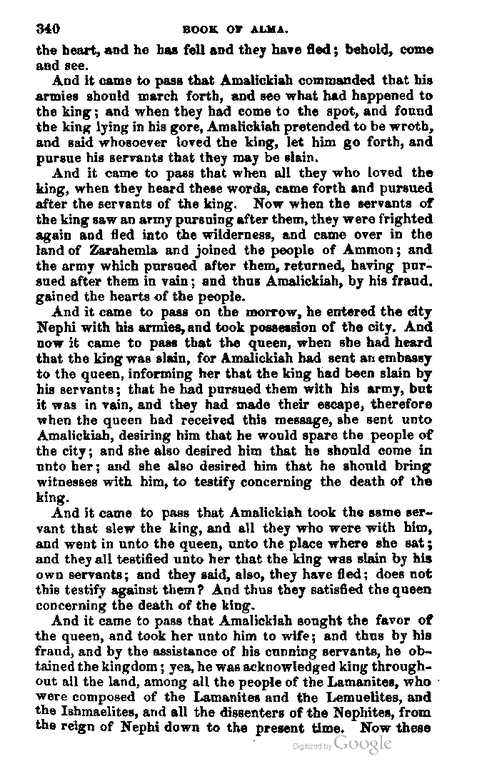 340 BOOK OF ALMA.
the heart, and he has fell and they have fled; behold, come
and see.
And it came to pass that Amalickiah commanded that his
armies should march forth, and see what had happened to
the king; and when they had come to the spot, and found
the king lying in his gore, Amalickiah pretended to be wroth,
and said whosoever loved the king, let him go forth, and
pursue his servants that they may be slain.
And it came to pass that when all they who loved the
king, when they heard these words, came forth and pursued
after the servants of the king. Now when the servants of
the king saw an army pursuing after them, they were frighted
again and fled into the wilderness, and came over in the
land of Zarahemla and joined the people of Ammon; and
the army which pursued after them, returned, having pur-
sued after them in vain; and thus Amalickiah, by his fraud.
gained the hearts of the people.
And it came to pass on the morrow, he entered the city
Nephi with his armies, and took possession of the city. And
now it came to pass that the queen, when she had heard
that the king was slain, for Amalickiah had sent an embassy
to the queen, informing her that the king had been slain by
his servants; that he had pursued them with his army, but
it was in vain, and they had made their escape, therefore
when the queen had received this message, she sent unto
Amalickiah, desiring him that he would spare the people of
the city; and she also desired him that he should come in
unto her; and she also desired him that he should bring
witnesses with him, to testify concerning the death of the
king.
And it came to pass that Amalickiah took the same ser-
vant that slew the king, and all they who were with him,
and went in unto the queen, unto the place where she sat;
and they all testified unto her that the king was slain by his
own servants; and they said, also, they have fled; does not
this testify against them? And thus they satisfied the queen
concerning the death of the king.
And it came to pass that Amalickiah sought the favor of
the queen, and took her unto him to wife; and thus by his
fraud, and by the assistance of his cunning servants, he ob-
tained the kingdom; yea, he was acknowledged king through-
out all the land, among all the people of the Lamanites, who
were composed of the Lamanites and the Lemuelites, and
the Ishmaelites, and all the dissenters of the Nephites, from
the reign of Nephi down to the present time. Now these
Digitized by Google